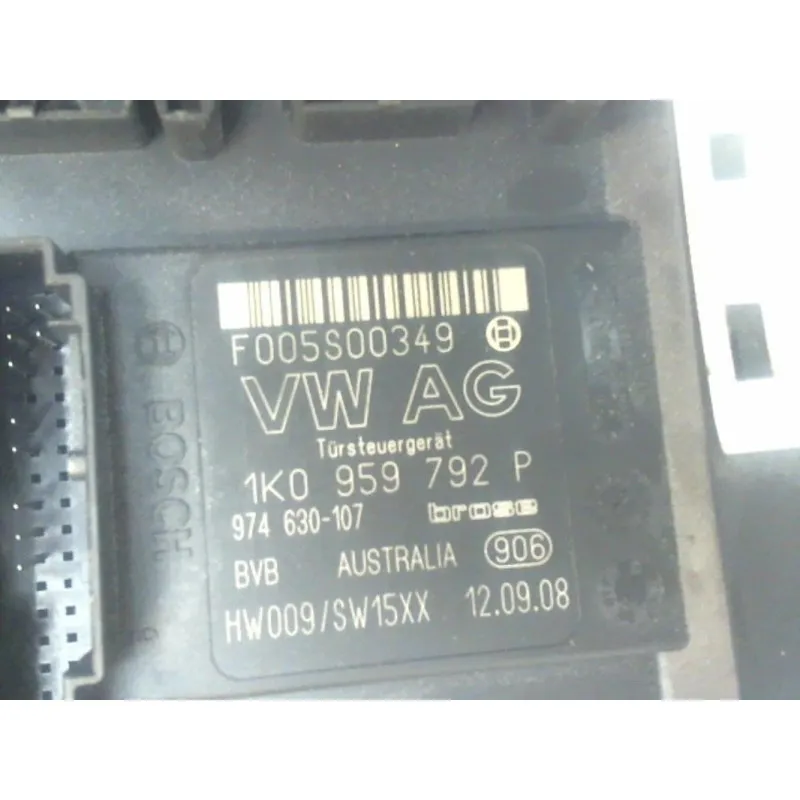 F005S00349
VW AG
Türsteuergerät
1K0 959 792 P
974 630-107 brose
BVB AUSTRALIA 906
HW009/SW15XX 12.09.08
BOSCH